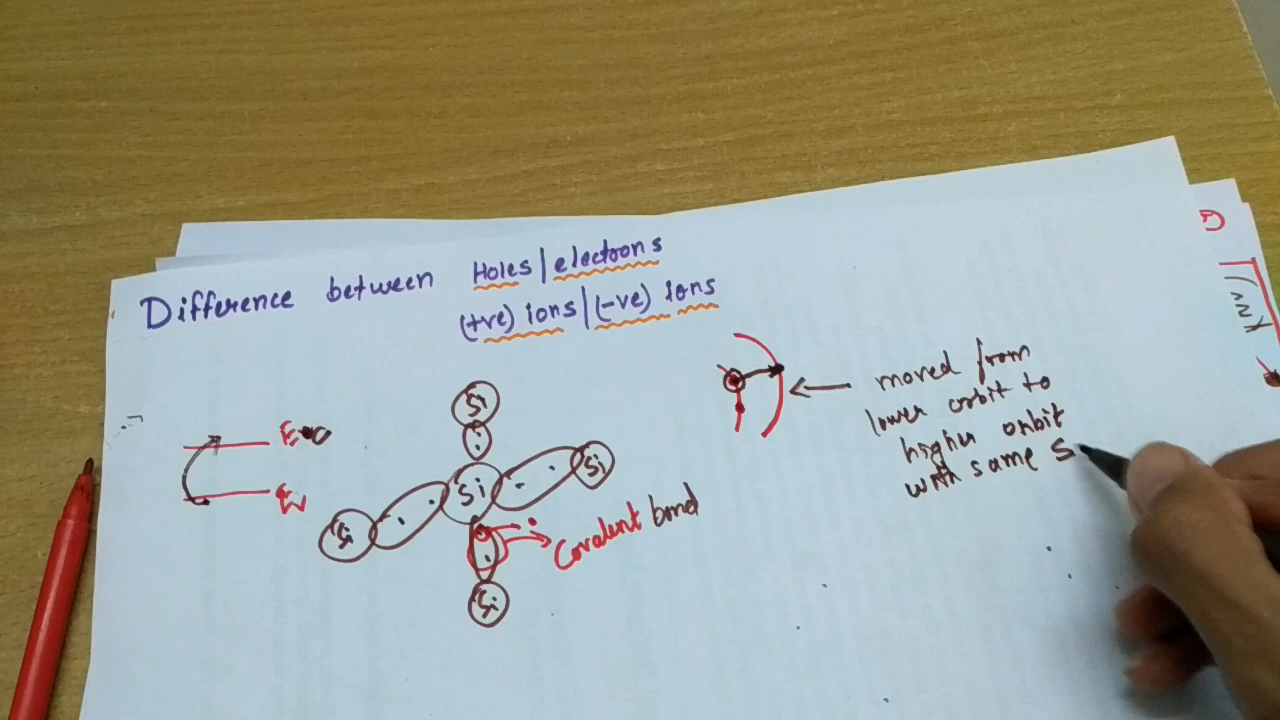 Difference between Holes/electrons
(+ve) ions/(-ve) ions
moved from
lower orbit to
higher orbit
with same S
Si
Si
Si
Si
Si
Covalent bond